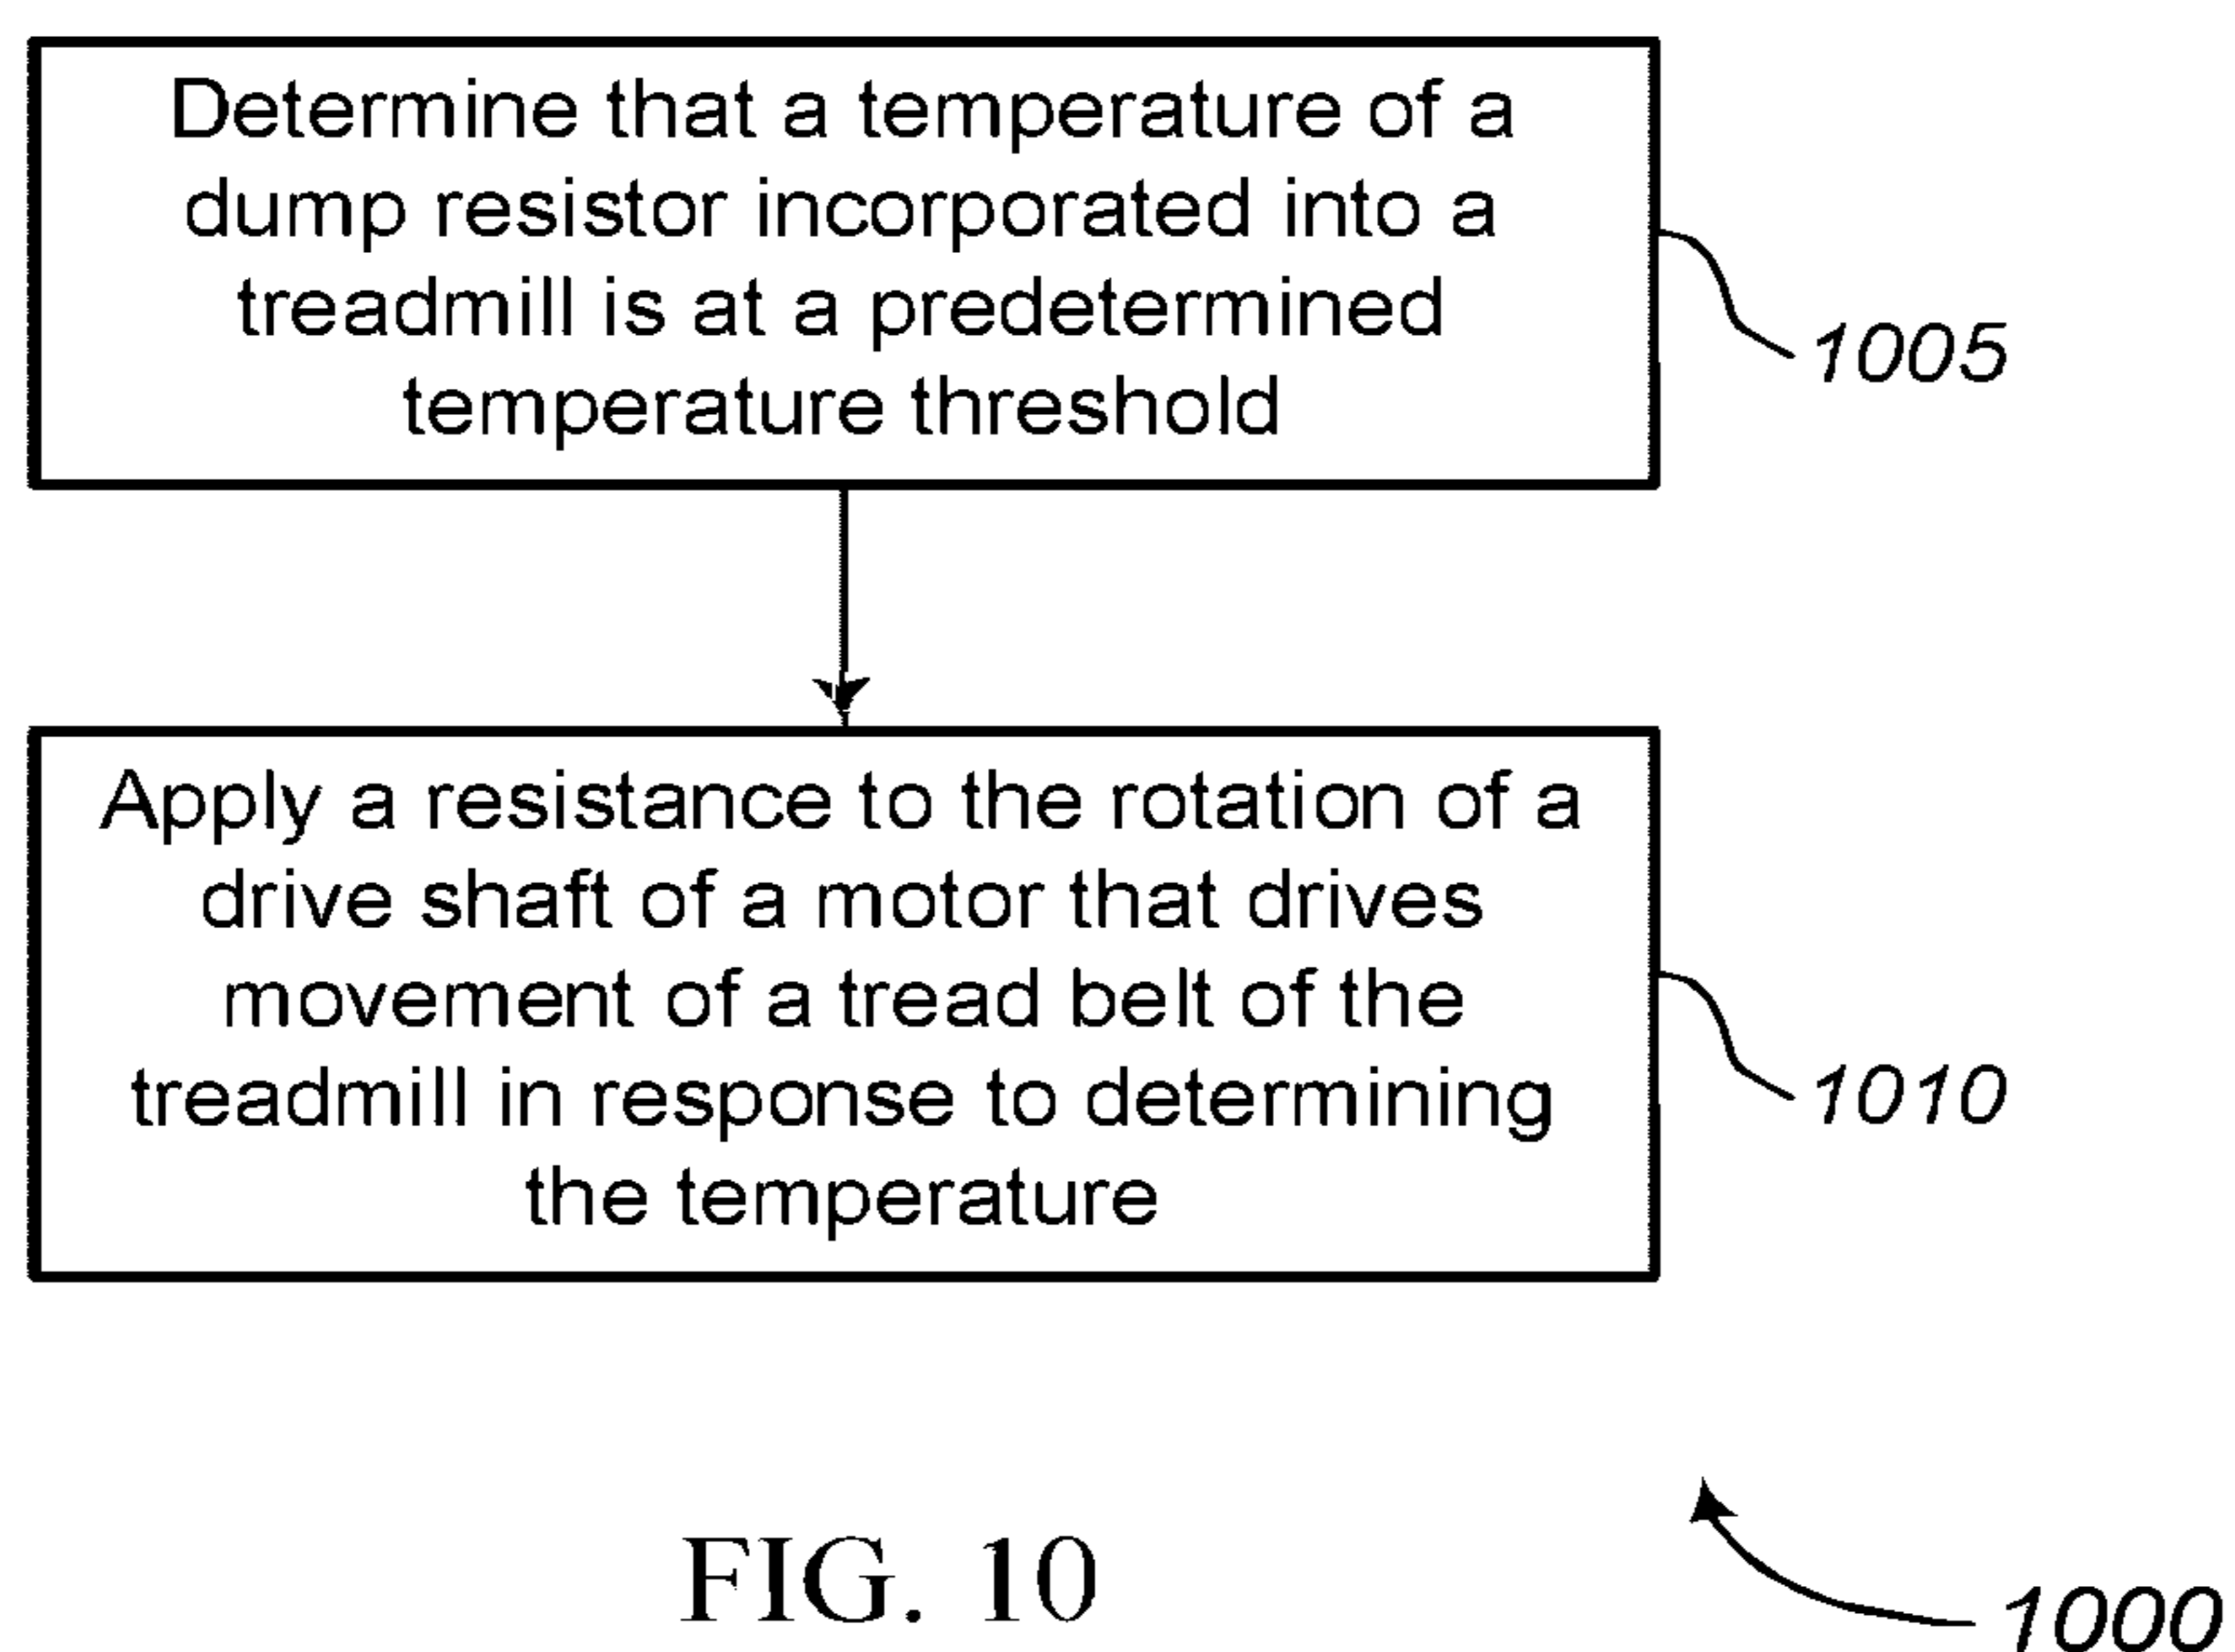 Determine that a temperature of a
dump resistor incorporated into a
treadmill is at a predetermined
temperature threshold
1005
Apply a resistance to the rotation of a
drive shaft of a motor that drives
movement of a tread belt of the
treadmill in response to determining
the temperature
1010
FIG. 10
1000